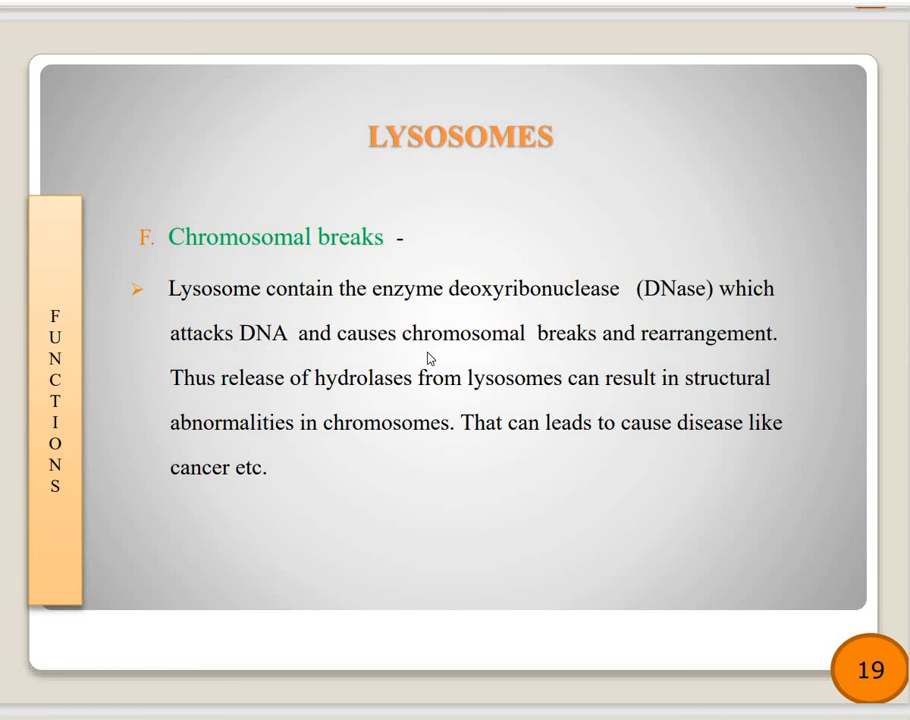 LYSOSOMES
F. Chromosomal breaks -
Lysosome contain the enzyme deoxyribonuclease (DNase) which
attacks DNA and causes chromosomal breaks and rearrangement.
Thus release of hydrolases from lysosomes can result in structural
abnormalities in chromosomes. That can leads to cause disease like
cancer etc.
F
U
N
C
T
I
O
N
S
19